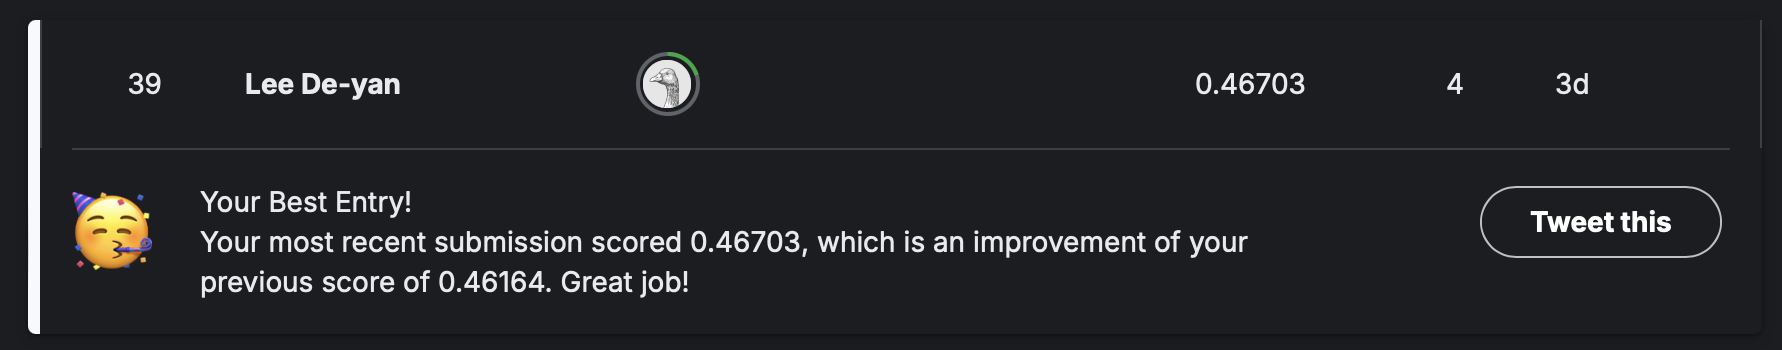 39 Lee De-yan 0.46703 4 3d
Your Best Entry!
Your most recent submission scored 0.46703, which is an improvement of your
previous score of 0.46164. Great job!
Tweet this